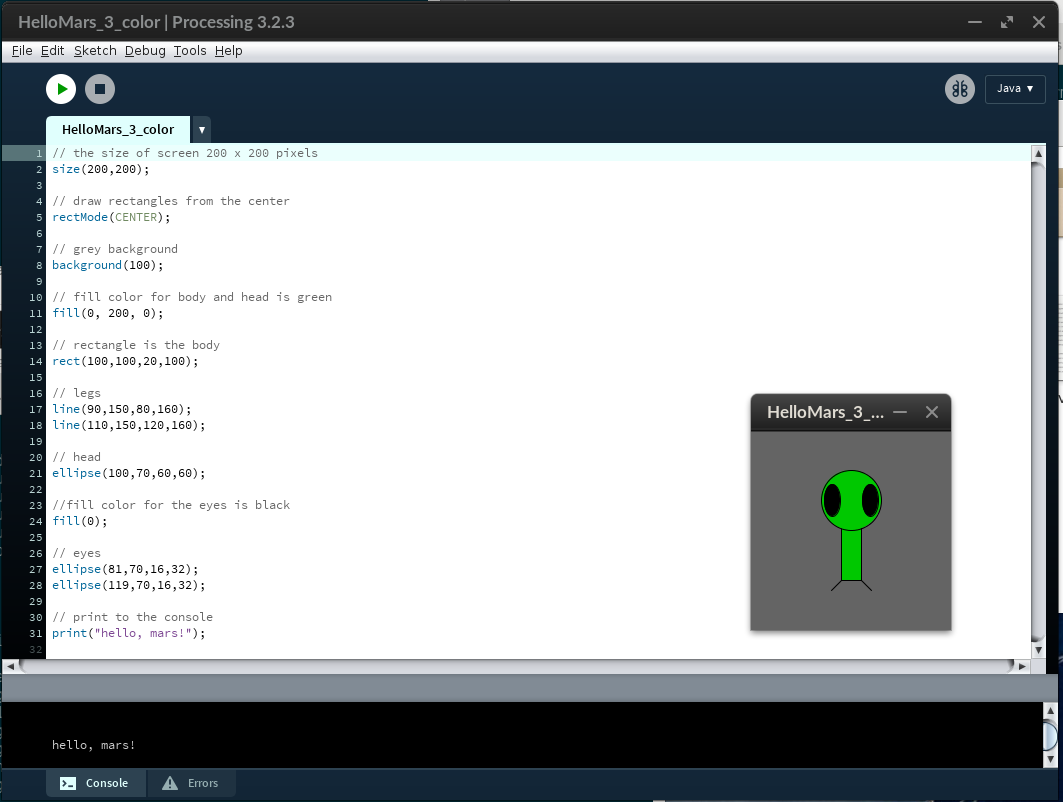 HelloMars_3_color | Processing 3.2.3
File Edit Sketch Debug Tools Help
Java ▼
HelloMars_3_color ▼
1 // the size of screen 200 x 200 pixels
2 size(200,200);
3
4 // draw rectangles from the center
5 rectMode(CENTER);
6
7 // grey background
8 background(100);
9
10 // fill color for body and head is green
11 fill(0, 200, 0);
12
13 // rectangle is the body
14 rect(100,100,20,100);
15
16 // legs
17 line(90,150,80,160);
18 line(110,150,120,160);
19
20 // head
21 ellipse(100,70,60,60);
22
23 //fill color for the eyes is black
24 fill(0);
25
26 // eyes
27 ellipse(81,70,16,32);
28 ellipse(119,70,16,32);
29
30 // print to the console
31 print("hello, mars!");
32
HelloMars_3_...
hello, mars!
Console Errors